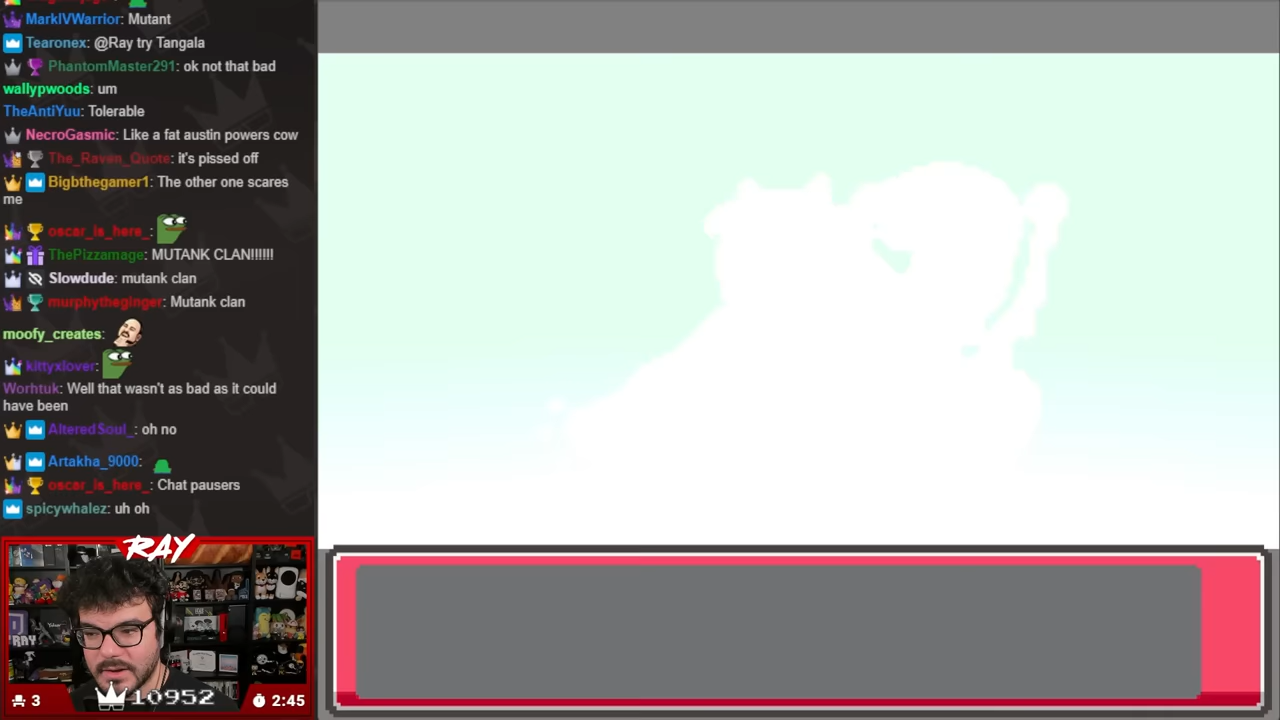 MarkIVWarrior: Mutant
Tearonex: @Ray try Tangala
PhantomMaster291: ok not that bad
wallypwoods: um
TheAntiYuu: Tolerable
NecroGasmic: Like a fat austin powers cow
The_Raven_Quote: it's pissed off
Bigbthegamer1: The other one scares
me
oscar_is_here_:
ThePizzamage: MUTANK CLAN!!!!!!
Slowdude: mutank clan
murphytheginger: Mutank clan
moofy_creates:
kittyxlover:
Worhtuk: Well that wasn't as bad as it could
have been
AlteredSoul_: oh no
Artakha_9000:
oscar_is_here_: Chat pausers
spicywhalez: uh oh
RAY
3
10952
2:45